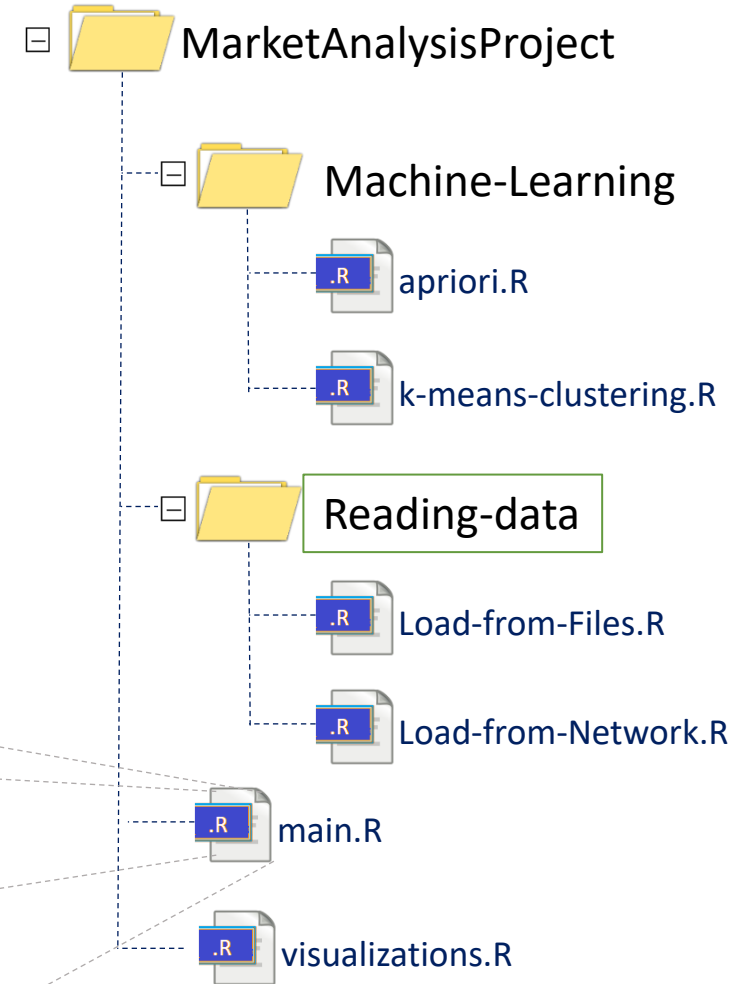 MarketAnalysisProject
Machine-Learning
.R apriori.R
.R k-means-clustering.R
Reading-data
.R Load-from-Files.R
.R Load-from-Network.R
.R main.R
.R visualizations.R